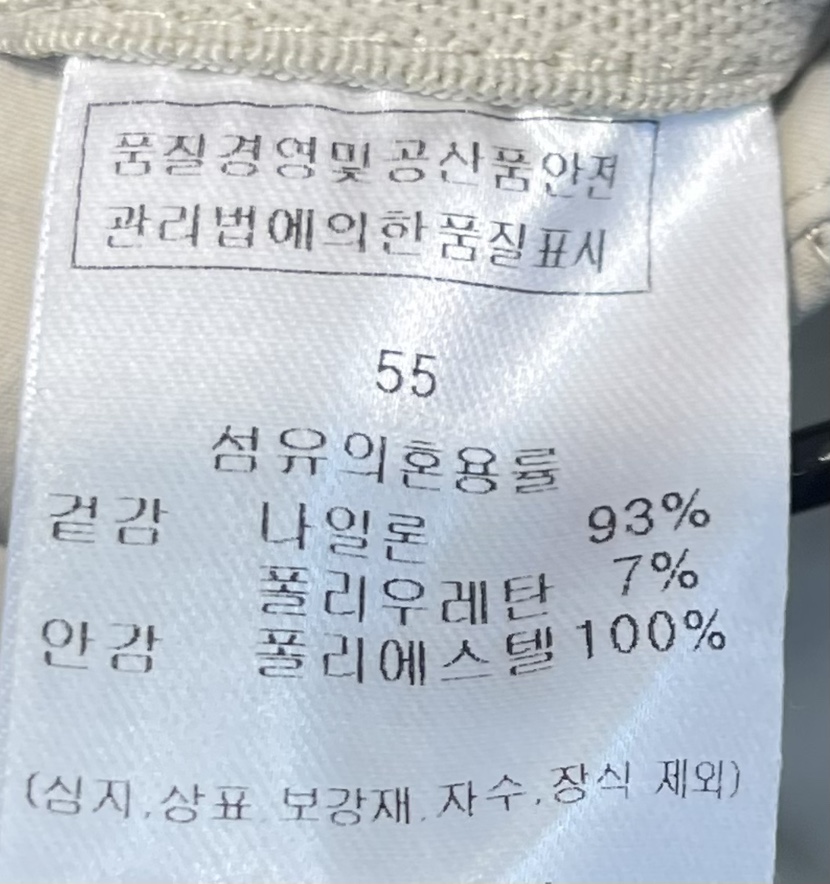 품질경영및 공산품안전
관리법에의한품질표시
55
섬유의혼용률
겉감 나일론 93%
폴리우레탄 7%
안감 폴리에스텔 100%
(심지,상표 보강재,자수,장식 제외)